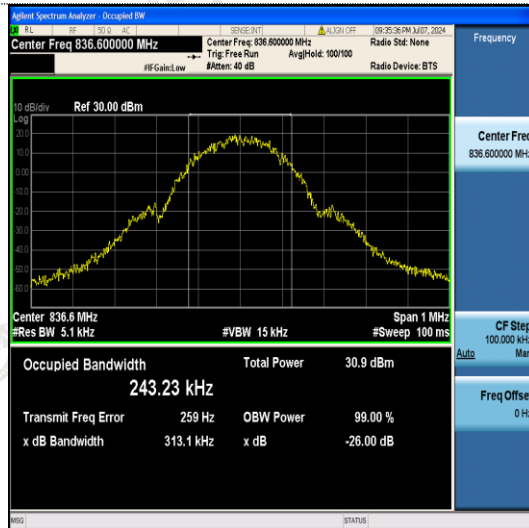 Agilent Spectrum Analyzer - Occupied BW
RL RF 50 Ω AC SENSE:INT ALIGN OFF 09:35:36 PM Jul 07, 2024
Center Freq 836.600000 MHz
Center Freq: 836.600000 MHz
Radio Std: None
Trig: Free Run Avg|Hold: 100/100
#IFGain:Low #Atten: 40 dB Radio Device: BTS
Frequency
10 dB/div Ref 30.00 dBm
Log
20.0
10.0
0.00
-10.0
-20.0
-30.0
-40.0
-50.0
-60.0
Center 836.6 MHz Span 1 MHz
#Res BW 5.1 kHz #VBW 15 kHz #Sweep 100 ms
Occupied Bandwidth Total Power 30.9 dBm
243.23 kHz
Transmit Freq Error 259 Hz OBW Power 99.00 %
x dB Bandwidth 313.1 kHz x dB -26.00 dB
Center Freq
836.600000 MHz
CF Step
100.000 kHz
Auto Man
Freq Offset
0 Hz
MSG STATUS